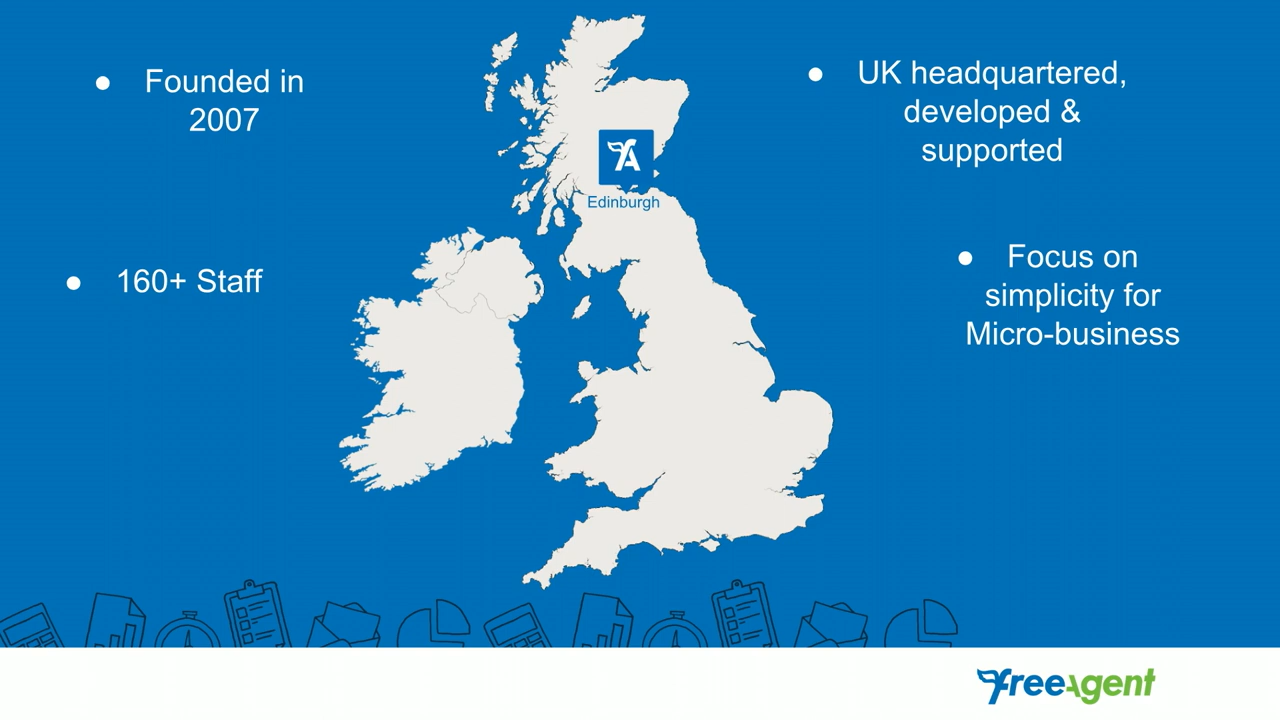 ● Founded in
2007
● 160+ Staff
Edinburgh
● UK headquartered,
developed &
supported
● Focus on
simplicity for
Micro-business
freeAgent